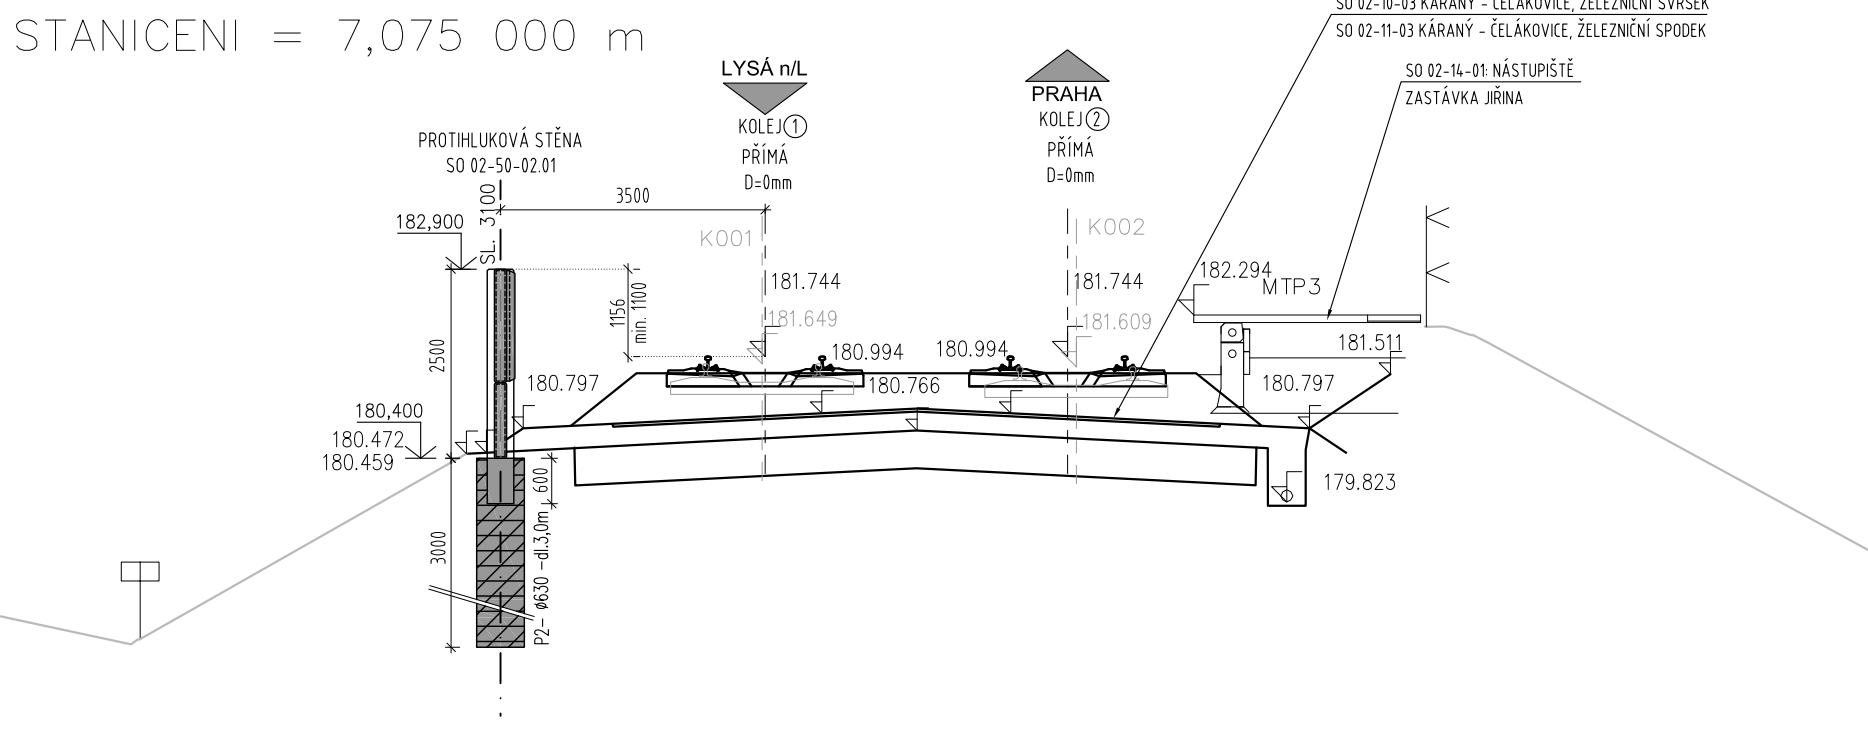 STANICENI = 7,075 000 m
SO 02-10-03 KÁRANÝ - ČELÁKOVICE, ŽELEZNIČNÍ SVRŠEK
SO 02-11-03 KÁRANÝ - ČELÁKOVICE, ŽELEZNIČNÍ SPODEK
SO 02-14-01: NÁSTUPIŠTĚ
ZASTÁVKA JIŘINA
LYSÁ n/L
KOLEJ 1
PŘÍMÁ
D=0mm
PRAHA
KOLEJ 2
PŘÍMÁ
D=0mm
PROTIHLUKOVÁ STĚNA
SO 02-50-02.01
SL. 3100
3500
182,900
K001
K002
181.744
181.744
182.294
MTP3
1156
min. 1100
181.649
181.609
2500
180.994
180.994
181.511
180.797
180.766
180.797
180,400
180.472
180.459
600
179.823
3000
P2- ø630 -dl.3,0m